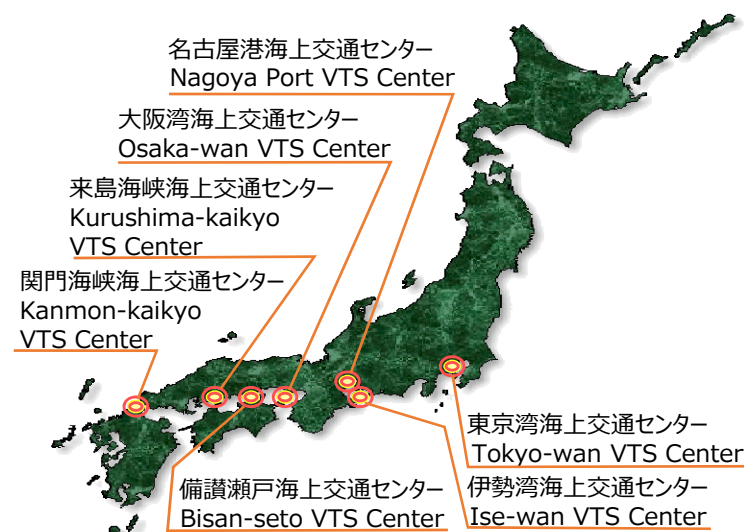 名古屋港海上交通センター
Nagoya Port VTS Center
大阪湾海上交通センター
Osaka-wan VTS Center
来島海峡海上交通センター
Kurushima-kaikyo
VTS Center
関門海峡海上交通センター
Kanmon-kaikyo
VTS Center
東京湾海上交通センター
Tokyo-wan VTS Center
備讃瀬戸海上交通センター
Bisan-seto VTS Center
伊勢湾海上交通センター
Ise-wan VTS Center